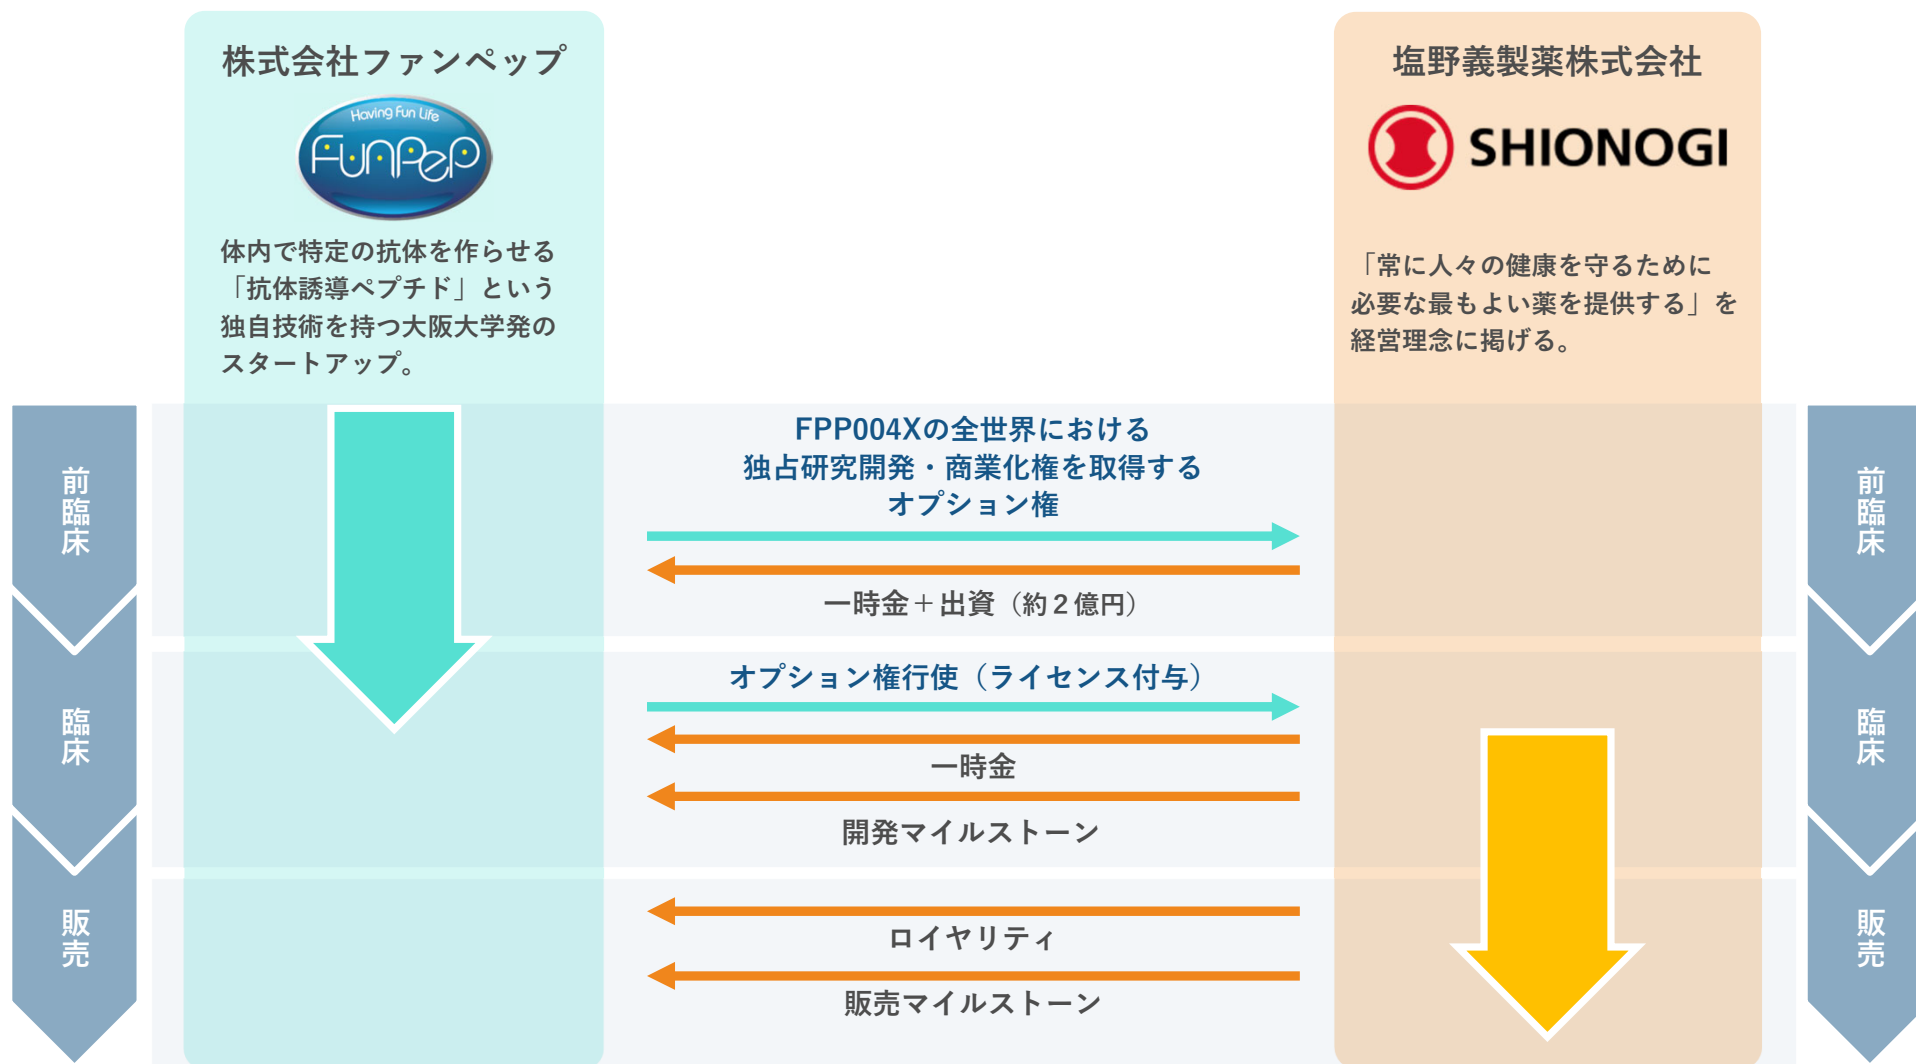 株式会社ファンペップ
Having Fun Life
FunPep
体内で特定の抗体を作らせる
「抗体誘導ペプチド」という
独自技術を持つ大阪大学発の
スタートアップ。
塩野義製薬株式会社
SHIONOGI
「常に人々の健康を守るために
必要な最もよい薬を提供する」を
経営理念に掲げる。
前臨床
臨床
販売
FPP004Xの全世界における
独占研究開発・商業化権を取得する
オプション権
一時金＋出資（約２億円）
オプション権行使（ライセンス付与）
一時金
開発マイルストーン
ロイヤリティ
販売マイルストーン
前臨床
臨床
販売